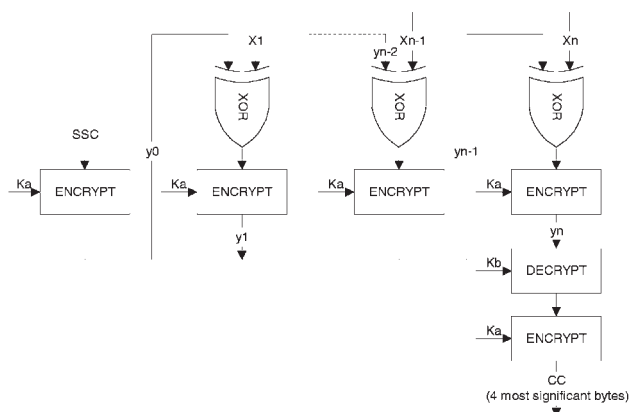 X1
yn-2
Xn-1
Xn
XOR
XOR
XOR
SSC
y0
yn-1
Ka
ENCRYPT
Ka
ENCRYPT
Ka
ENCRYPT
Ka
ENCRYPT
y1
yn
Kb
DECRYPT
Ka
ENCRYPT
CC
(4 most significant bytes)